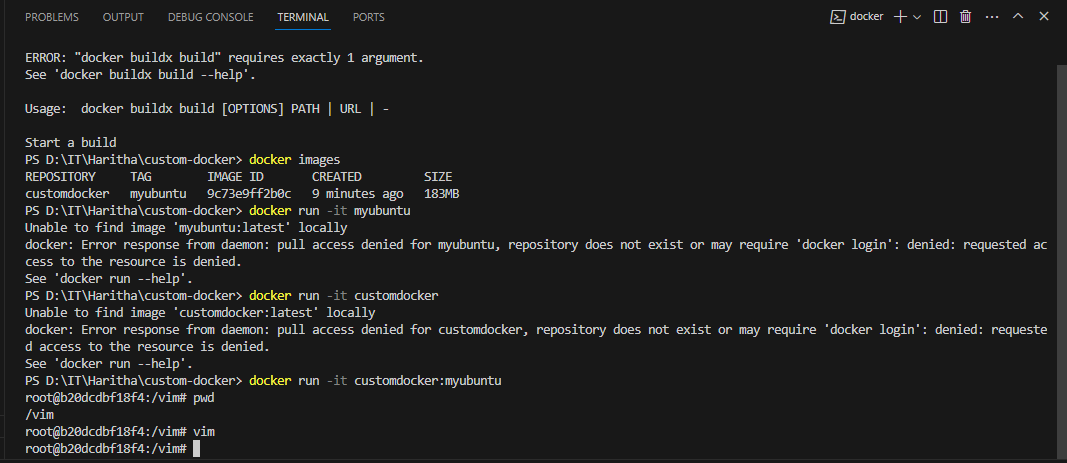 PROBLEMS OUTPUT DEBUG CONSOLE TERMINAL PORTS docker
ERROR: "docker buildx build" requires exactly 1 argument.
See 'docker buildx build --help'.
Usage:  docker buildx build [OPTIONS] PATH | URL | -
Start a build
PS D:\IT\Haritha\custom-docker> docker images
REPOSITORY     TAG        IMAGE ID       CREATED         SIZE
customdocker   myubuntu   9c73e9ff2b0c   9 minutes ago   183MB
PS D:\IT\Haritha\custom-docker> docker run -it myubuntu
Unable to find image 'myubuntu:latest' locally
docker: Error response from daemon: pull access denied for myubuntu, repository does not exist or may require 'docker login': denied: requested ac
cess to the resource is denied.
See 'docker run --help'.
PS D:\IT\Haritha\custom-docker> docker run -it customdocker
Unable to find image 'customdocker:latest' locally
docker: Error response from daemon: pull access denied for customdocker, repository does not exist or may require 'docker login': denied: requeste
d access to the resource is denied.
See 'docker run --help'.
PS D:\IT\Haritha\custom-docker> docker run -it customdocker:myubuntu
root@b20dcdbf18f4:/vim# pwd
/vim
root@b20dcdbf18f4:/vim# vim
root@b20dcdbf18f4:/vim#